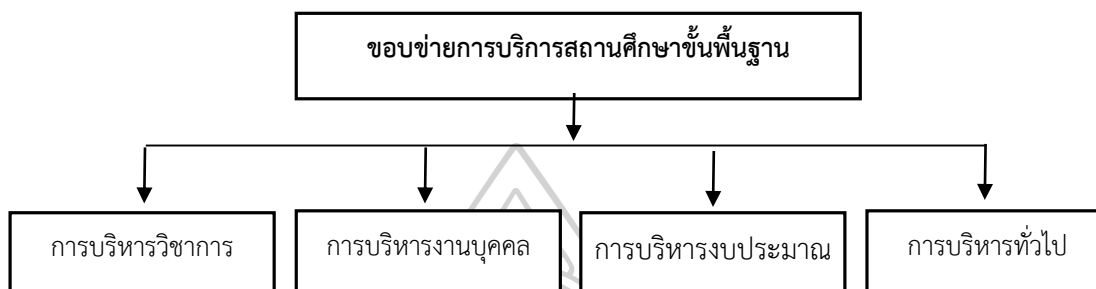 ขอบข่ายการบริการสถานศึกษาขั้นพื้นฐาน
การบริหารวิชาการ
การบริหารงานบุคคล
การบริหารงบประมาณ
การบริหารทั่วไป